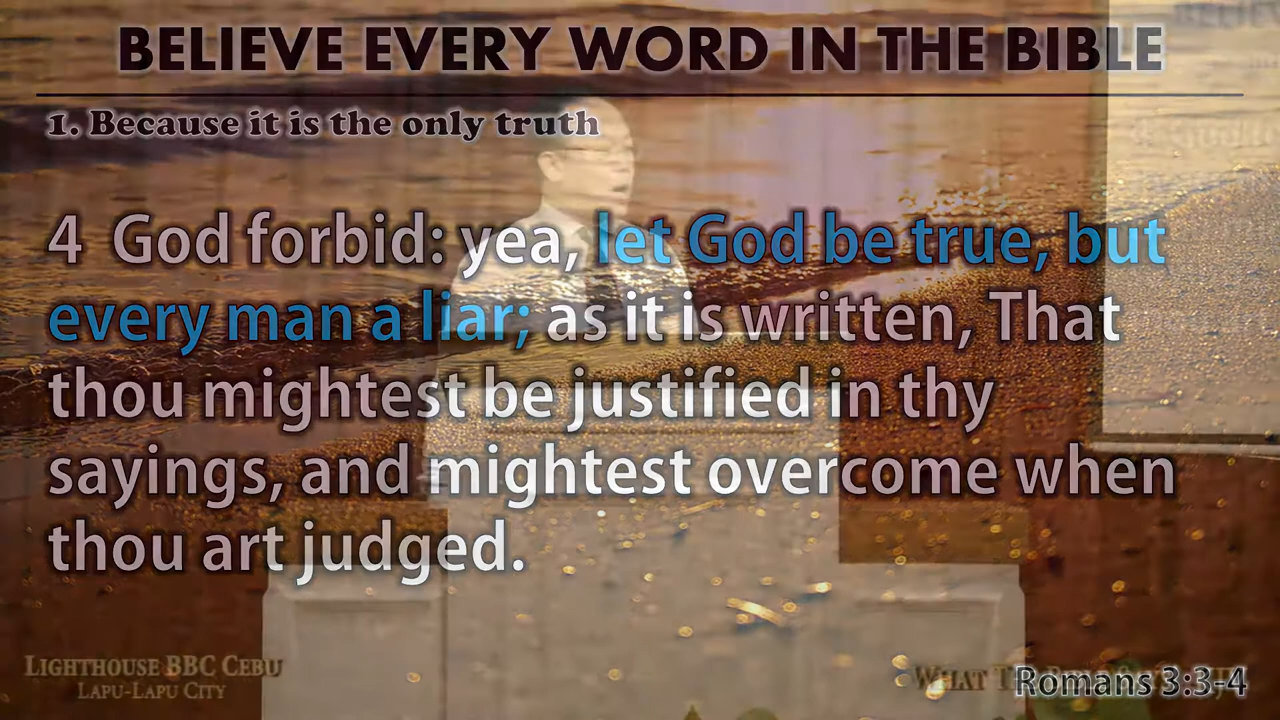 BELIEVE EVERY WORD IN THE BIBLE
1. Because it is the only truth
4 God forbid: yea, let God be true, but
every man a liar; as it is written, That
thou mightest be justified in thy
sayings, and mightest overcome when
thou art judged.
LIGHTHOUSE BBC CEBU
LAPU-LAPU CITY
WHAT
Romans 3:3-4